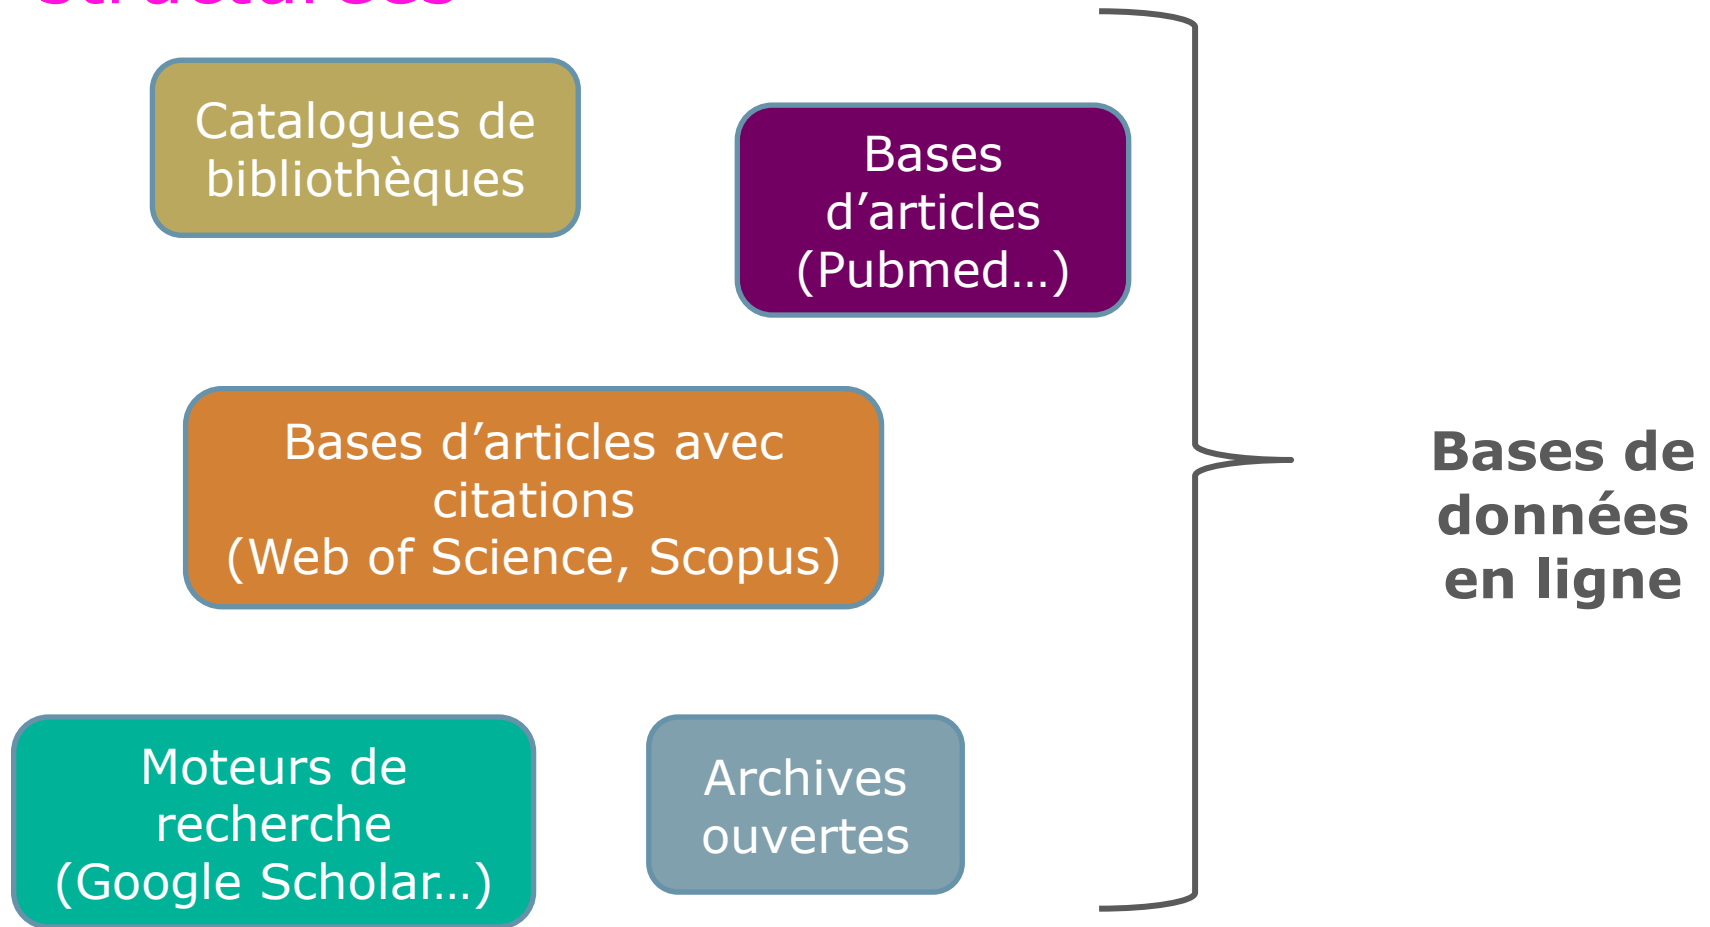 structurées
Catalogues de
bibliothèques
Bases
d’articles
(Pubmed…)
Bases d’articles avec
citations
(Web of Science, Scopus)
Moteurs de
recherche
(Google Scholar…)
Archives
ouvertes
Bases de
données
en ligne